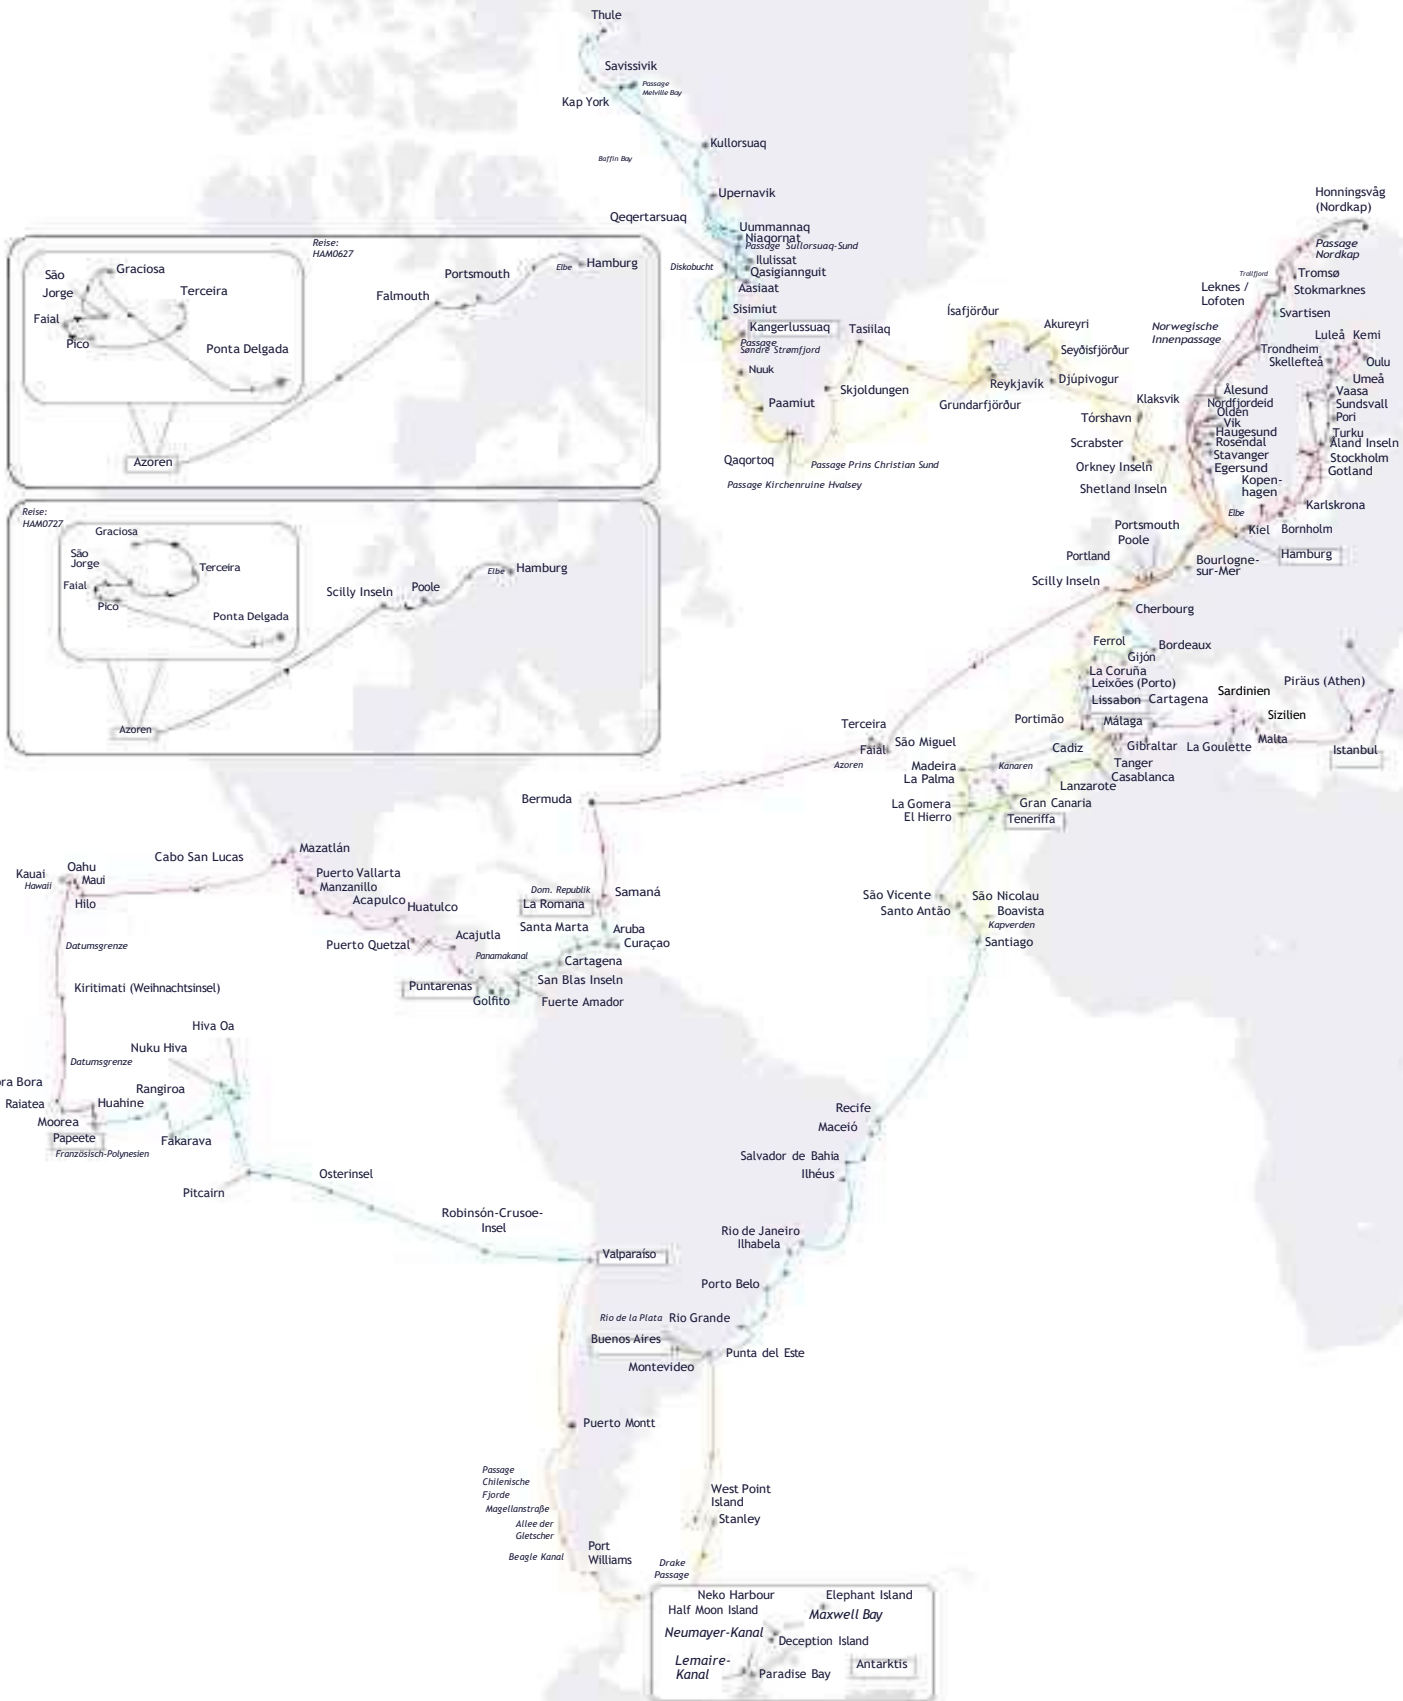 Thule
Savissivik
Passage
Melville Bay
Kap York
Kullorsuaq
Baffin Bay
Upernavik
Qeqertarsuaq
Uummannaq
Niaqornat
Passage Sullorsuaq-Sund
Ilulissat
Diskobucht
Qasigiannguit
Aasiaat
Sisimiut
Kangerlussuaq
Passage
Søndre Strømfjord
Nuuk
Paamiut
Qaqortoq
Passage Prins Christian Sund
Passage Kirchenruine Hvalsey
Tasiilaq
Skjoldungen
Ísafjörður
Akureyri
Seyðisfjörður
Reykjavík
Djúpivogur
Grundarfjörður
Klaksvik
Tórshavn
Scrabster
Orkney Inseln
Shetland Inseln
Honningsvåg
(Nordkap)
Passage
Nordkap
Trollfjord
Tromsø
Leknes /
Lofoten
Stokmarknes
Svartisen
Norwegische
Innenpassage
Luleå
Kemi
Trondheim
Skellefteå
Oulu
Umeå
Ålesund
Vaasa
Nordfjordeid
Sundsvall
Olden
Pori
Vik
Haugesund
Turku
Rosendal
Åland Inseln
Stavanger
Stockholm
Egersund
Gotland
Kopen-
hagen
Karlskrona
Elbe
Kiel
Bornholm
Hamburg
Portsmouth
Poole
Portland
Bourlogne-
sur-Mer
Scilly Inseln
Cherbourg
Ferrol
Bordeaux
Gijón
La Coruña
Leixões (Porto)
Lissabon
Cartagena
Sardinien
Piräus (Athen)
Portimão
Málaga
Sizilien
Cadiz
Gibraltar
La Goulette
Malta
Istanbul
Tanger
Casablanca
Terceira
Faial
São Miguel
Azoren
Madeira
La Palma
Kanaren
Lanzarote
La Gomera
Gran Canaria
El Hierro
Teneriffa
Reise:
HAM0627
São
Jorge
Graciosa
Terceira
Faial
Pico
Ponta Delgada
Azoren
Falmouth
Portsmouth
Elbe
Hamburg
Reise:
HAM0727
Graciosa
São
Jorge
Terceira
Faial
Pico
Ponta Delgada
Azoren
Scilly Inseln
Poole
Elbe
Hamburg
Bermuda
Mazatlán
Cabo San Lucas
Kauai
Oahu
Maui
Hawaii
Hilo
Puerto Vallarta
Manzanillo
Acapulco
Huatulco
Puerto Quetzal
Acajutla
Puntarenas
Golfito
Panamakanal
Dom. Republik
La Romana
Samaná
Santa Marta
Aruba
Curaçao
Cartagena
San Blas Inseln
Fuerte Amador
São Vicente
São Nicolau
Santo Antão
Boavista
Kapverden
Santiago
Datumsgrenze
Kiritimati (Weihnachtsinsel)
Hiva Oa
Nuku Hiva
Datumsgrenze
ora Bora
Rangiroa
Raiatea
Huahine
Moorea
Papeete
Fakarava
Französisch-Polynesien
Pitcairn
Osterinsel
Robinsón-Crusoe-
Insel
Valparaíso
Recife
Maceió
Salvador de Bahia
Ilhéus
Rio de Janeiro
Ilhabela
Porto Belo
Rio de la Plata
Rio Grande
Buenos Aires
Punta del Este
Montevideo
Puerto Montt
Passage
Chilenische
Fjorde
Magellanstraße
Allee der
Gletscher
Beagle Kanal
Port
Williams
West Point
Island
Stanley
Drake
Passage
Neko Harbour
Elephant Island
Half Moon Island
Maxwell Bay
Neumayer-Kanal
Deception Island
Lemaire-
Kanal
Paradise Bay
Antarktis